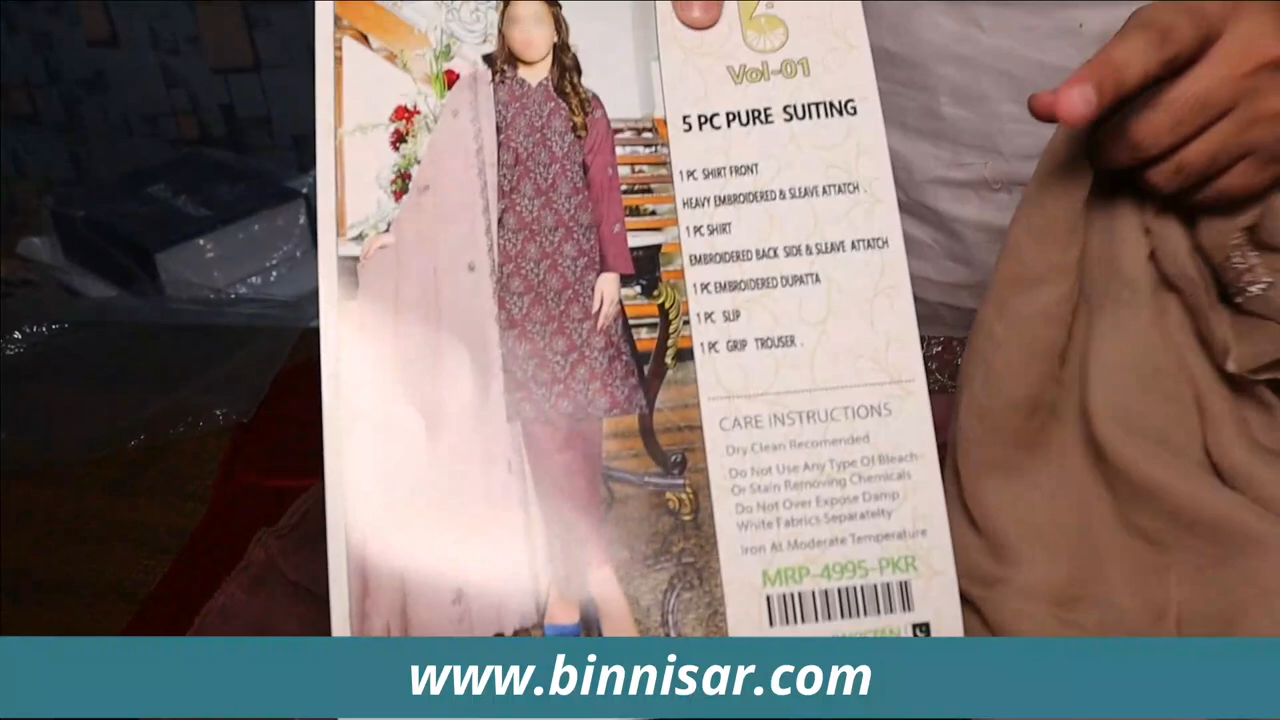 Vol-01
5 PC PURE SUITING
1 PC SHIRT FRONT
HEAVY EMBROIDERED & SLEAVE ATTATCH .
1 PC SHIRT
EMBROIDERED BACK SIDE & SLEAVE ATTATCH
1 PC EMBROIDERED DUPATTA
1 PC SLIP
1 PC GRIP TROUSER .
CARE INSTRUCTIONS
Dry Clean Recomended
Do Not Use Any Type Of Bleach
Or Stain Removing Chemicals
Do Not Over Expose Damp
White Fabrics Separatelty
Iron At Moderate Temperature
MRP-4995-PKR
www.binnisar.com